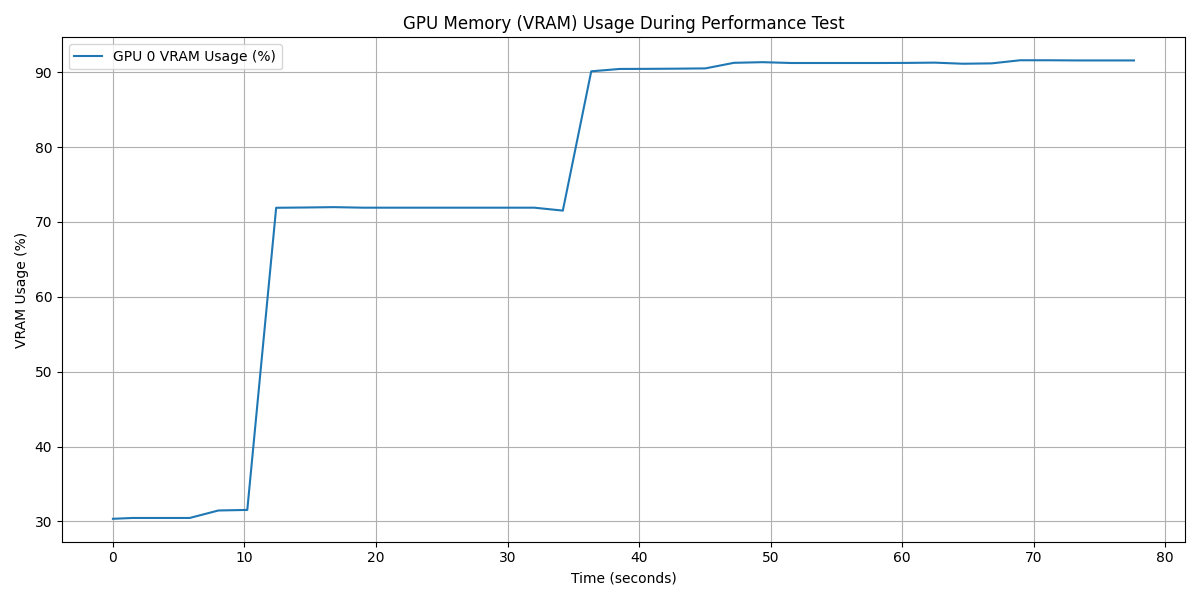 GPU Memory (VRAM) Usage During Performance Test
GPU 0 VRAM Usage (%)
VRAM Usage (%)
90
80
70
60
50
40
30
0 10 20 30 40 50 60 70 80
Time (seconds)